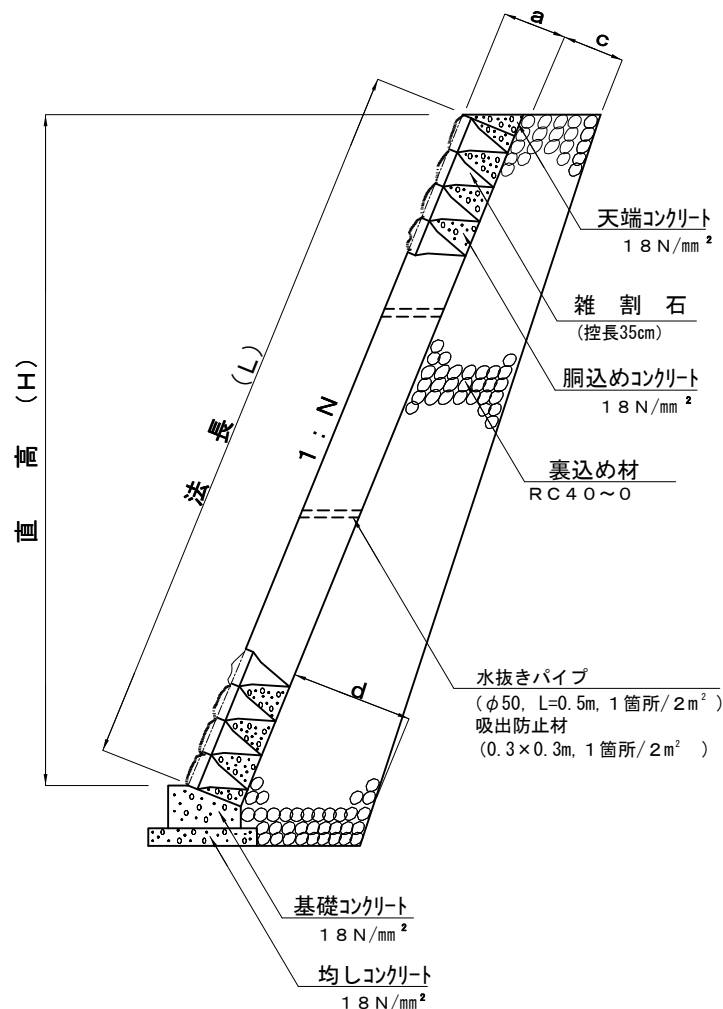 a
c
天端コンクリート
18N/mm²
雑割石
(控長35cm)
胴込めコンクリート
18N/mm²
裏込め材
RC40～0
直高(H)
法長(L)
1:N
d
水抜きパイプ
(φ50, L=0.5m, 1箇所/2m²)
吸出防止材
(0.3×0.3m, 1箇所/2m²)
基礎コンクリート
18N/mm²
均しコンクリート
18N/mm²